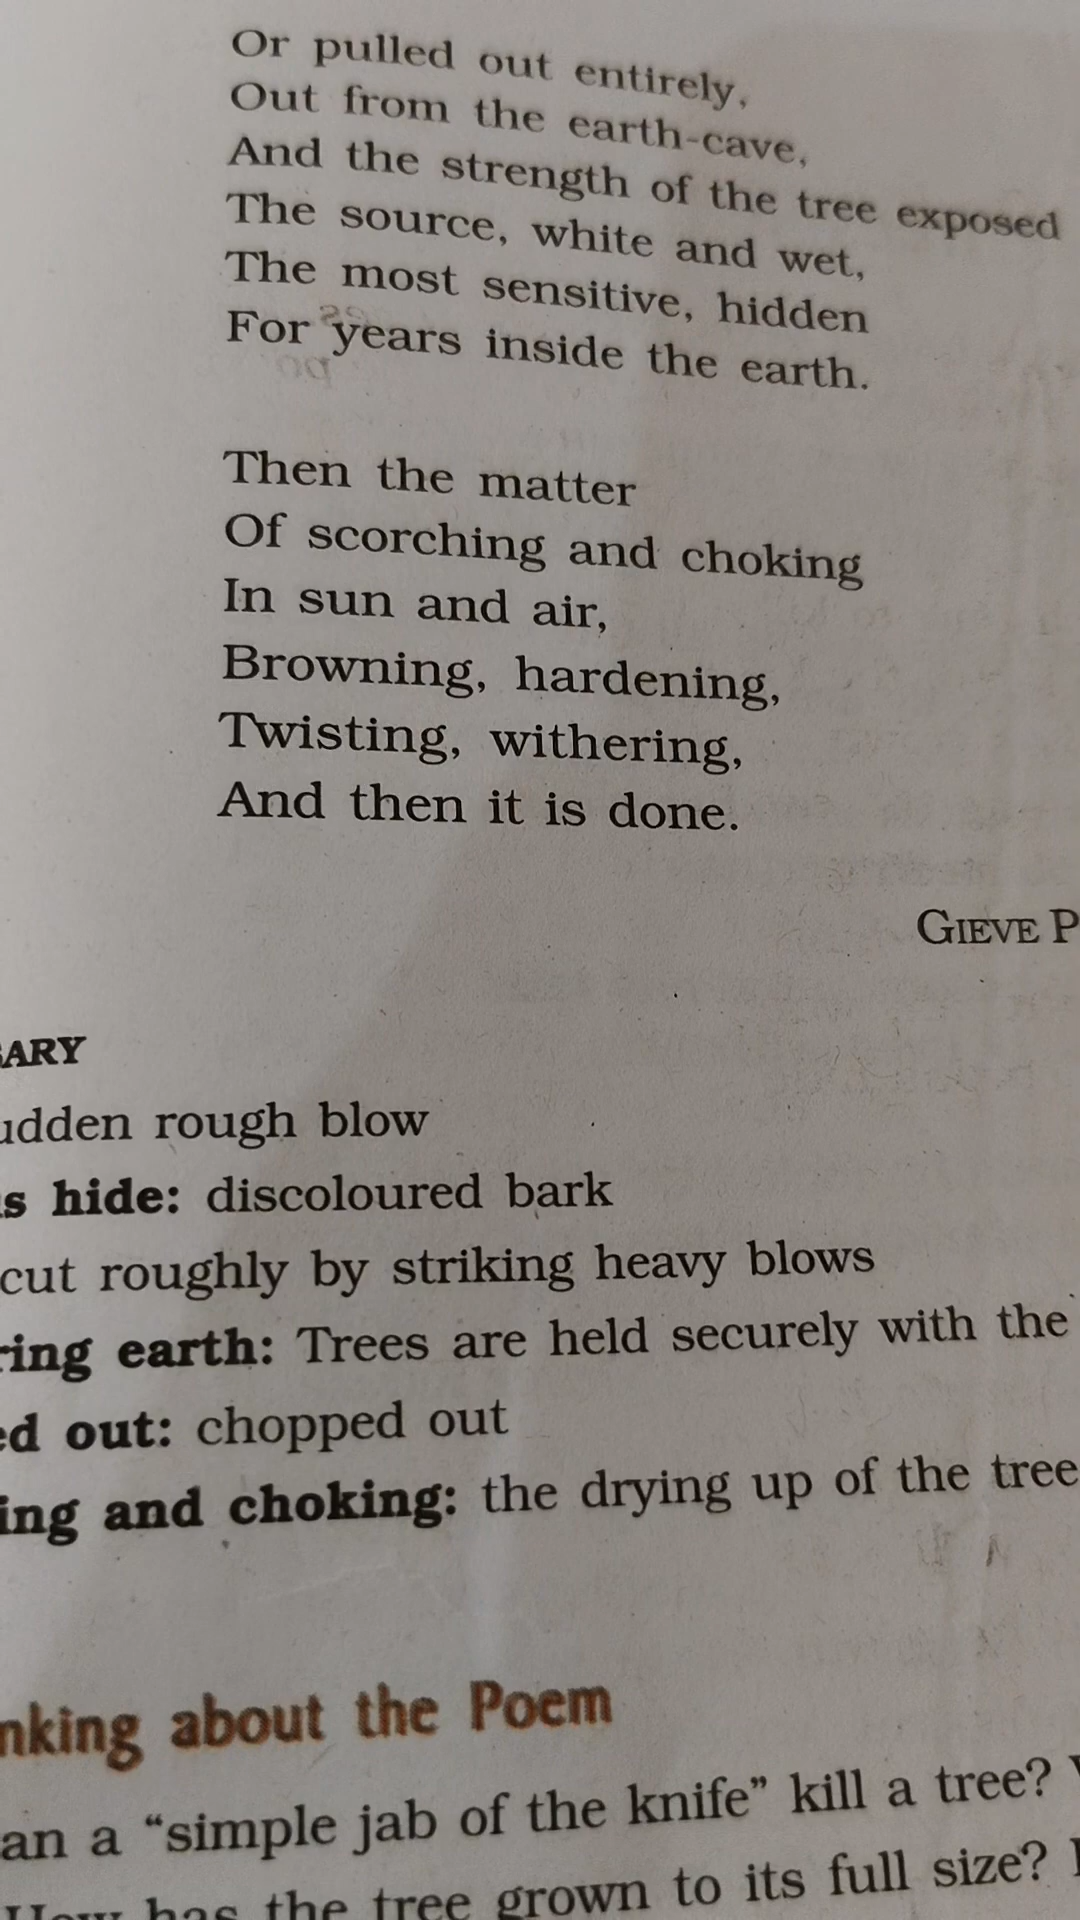 Or pulled out entirely,
Out from the earth-cave,
And the strength of the tree exposed
The source, white and wet,
The most sensitive, hidden
For years inside the earth.
Then the matter
Of scorching and choking
In sun and air,
Browning, hardening,
Twisting, withering,
And then it is done.
GIEVE P
SARY
udden rough blow
s hide: discoloured bark
cut roughly by striking heavy blows
ring earth: Trees are held securely with the
ed out: chopped out
ing and choking: the drying up of the tree
nking about the Poem
an a “simple jab of the knife” kill a tree?
How has the tree grown to its full size?